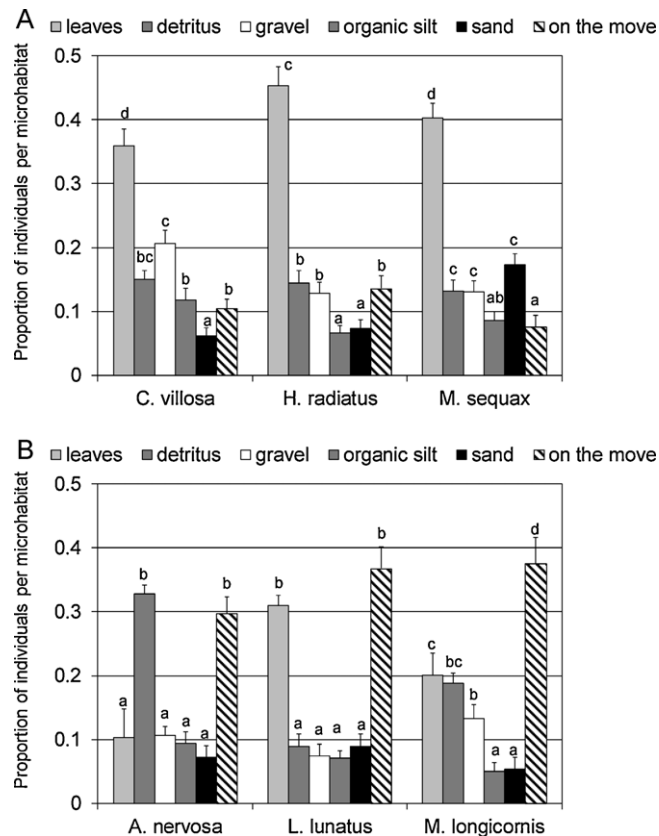 A
leaves detritus gravel organic silt sand on the move
Proportion of individuals per microhabitat
0.5
0.4
0.3
0.2
0.1
0
d bc c b a b
c b b a a b
d c c ab c a
C. villosa H. radiatus M. sequax
B
leaves detritus gravel organic silt sand on the move
Proportion of individuals per microhabitat
0.5
0.4
0.3
0.2
0.1
0
a b a a a b
b a a a a b
c bc b a a d
A. nervosa L. lunatus M. longicornis